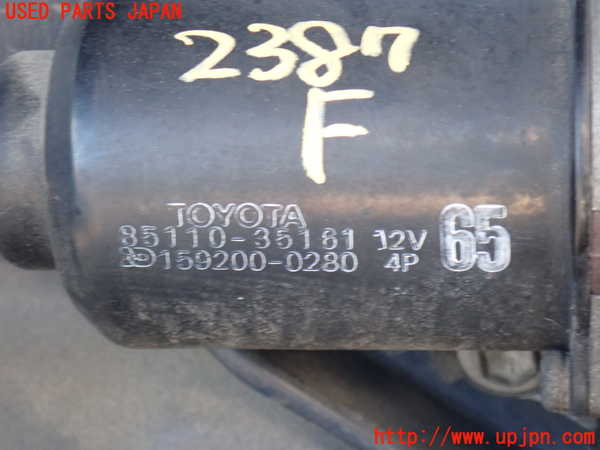 USED PARTS JAPAN
2387
F
TOYOTA
85110-35181 12V
159200-0280 4P
65
http://www.upjpn.com/